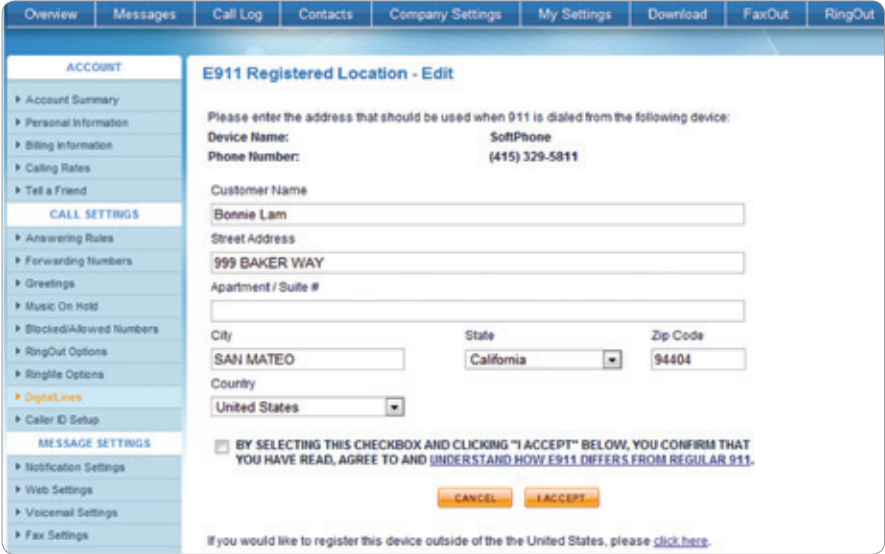 Overview Messages Call Log Contacts Company Settings My Settings Download FaxOut RingOut
ACCOUNT
Account Summary
Personal Information
Billing Information
Calling Rates
Tell a Friend
CALL SETTINGS
Answering Rules
Forwarding Numbers
Greetings
Music On Hold
Blocked/Allowed Numbers
RingOut Options
RingMe Options
DigitalLines
Caller ID Setup
MESSAGE SETTINGS
Notification Settings
Web Settings
Voicemail Settings
Fax Settings
E911 Registered Location - Edit
Please enter the address that should be used when 911 is dialed from the following device:
Device Name: SoftPhone
Phone Number: (415) 329-5811
Customer Name
Bonnie Lam
Street Address
999 BAKER WAY
Apartment / Suite #
City State Zip Code
SAN MATEO California 94404
Country
United States
BY SELECTING THIS CHECKBOX AND CLICKING "I ACCEPT" BELOW, YOU CONFIRM THAT
YOU HAVE READ, AGREE TO AND UNDERSTAND HOW E911 DIFFERS FROM REGULAR 911.
CANCEL I ACCEPT
If you would like to register this device outside of the the United States, please click here.